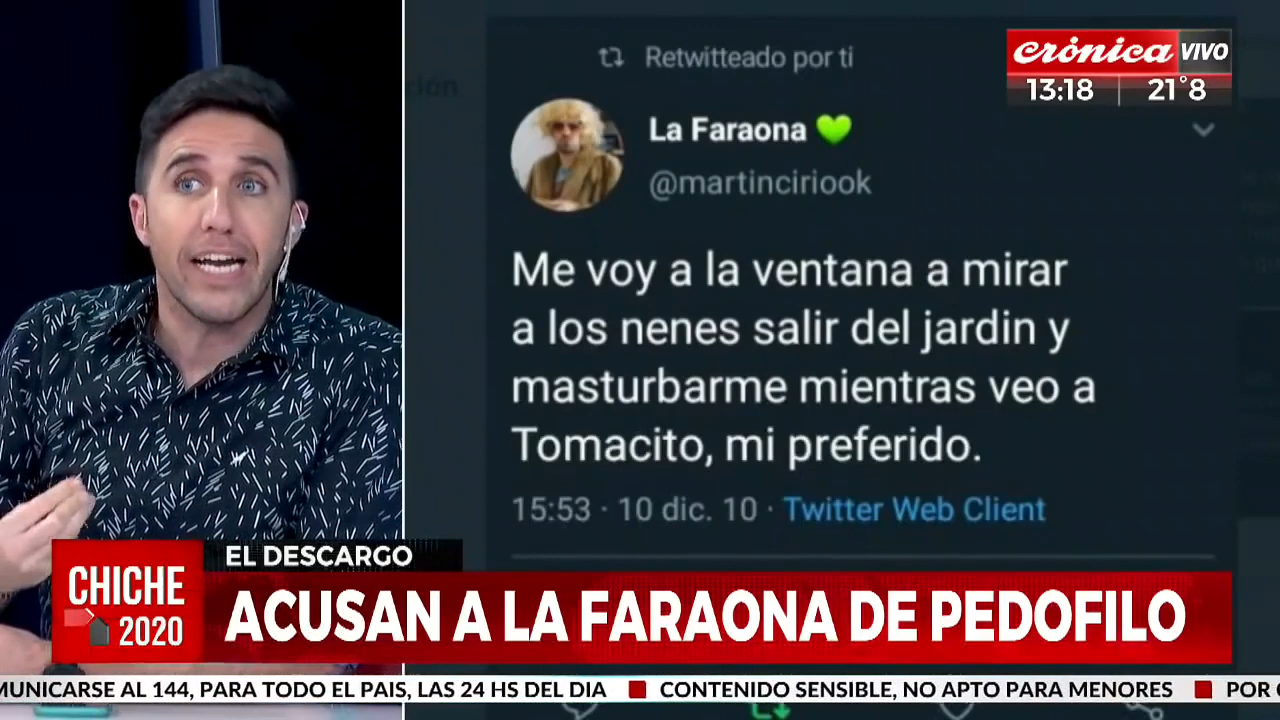 Retwitteado por ti
crónica VIVO
13:18 21°8
La Faraona 💚
@martinciriook
Me voy a la ventana a mirar
a los nenes salir del jardin y
masturbarme mientras veo a
Tomacito, mi preferido.
15:53 · 10 dic. 10 · Twitter Web Client
EL DESCARGO
CHICHE
2020
ACUSAN A LA FARAONA DE PEDOFILO
MUNICARSE AL 144, PARA TODO EL PAIS, LAS 24 HS DEL DIA CONTENIDO SENSIBLE, NO APTO PARA MENORES POR